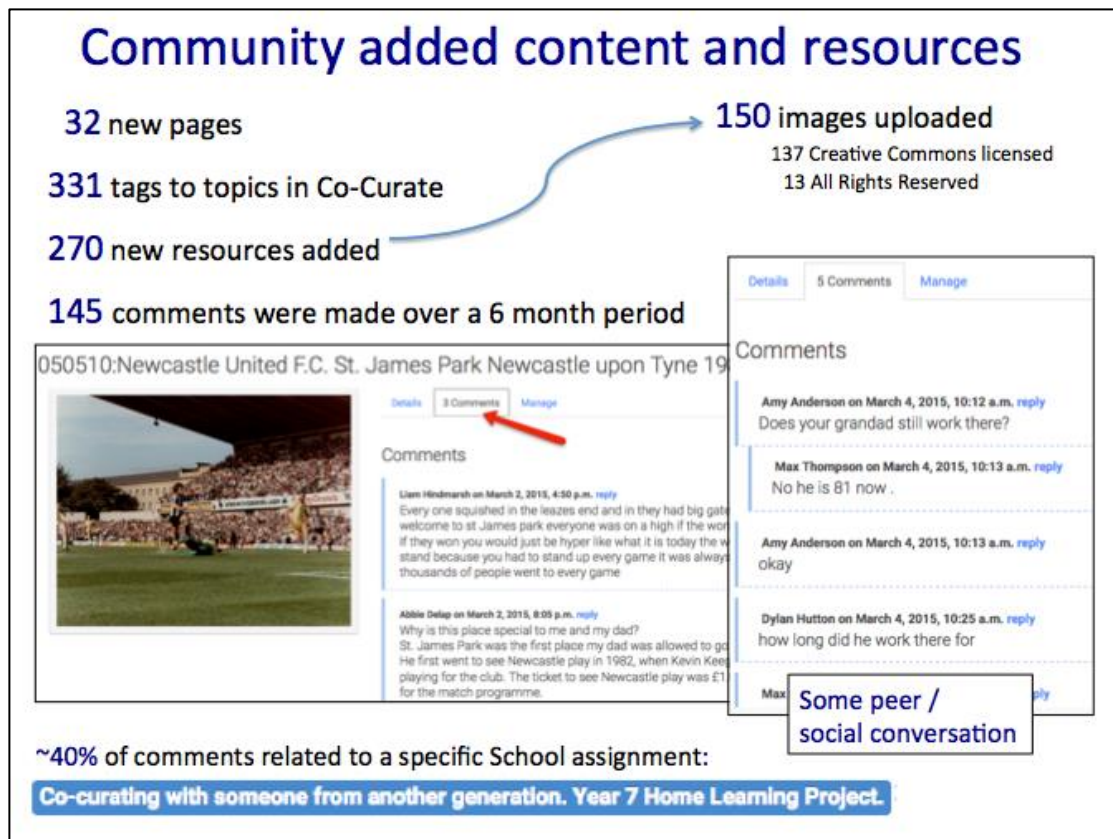 Community added content and resources
32 new pages
331 tags to topics in Co-Curate
270 new resources added
145 comments were made over a 6 month period
150 images uploaded
137 Creative Commons licensed
13 All Rights Reserved
050510:Newcastle United F.C. St. James Park Newcastle upon Tyne 19
Details 3 Comments Manage
Comments
Liam Hindmarsh on March 2, 2015, 4:50 p.m. reply
Every one squished in the leazes end and in they had big gate
welcome to st James park everyone was on a high if the wor
If they won you would just be hyper like what it is today the w
stand because you had to stand up every game it was always
thousands of people went to every game
Abbie Delap on March 2, 2015, 8:05 p.m. reply
Why is this place special to me and my dad?
St. James Park was the first place my dad was allowed to go
He first went to see Newcastle play in 1982, when Kevin Kee
playing for the club. The ticket to see Newcastle play was £1
for the match programme.
Details 5 Comments Manage
Comments
Amy Anderson on March 4, 2015, 10:12 a.m. reply
Does your grandad still work there?
Max Thompson on March 4, 2015, 10:13 a.m. reply
No he is 81 now .
Amy Anderson on March 4, 2015, 10:13 a.m. reply
okay
Dylan Hutton on March 4, 2015, 10:25 a.m. reply
how long did he work there for
Max
Some peer /
social conversation
~40% of comments related to a specific School assignment:
Co-curating with someone from another generation. Year 7 Home Learning Project.